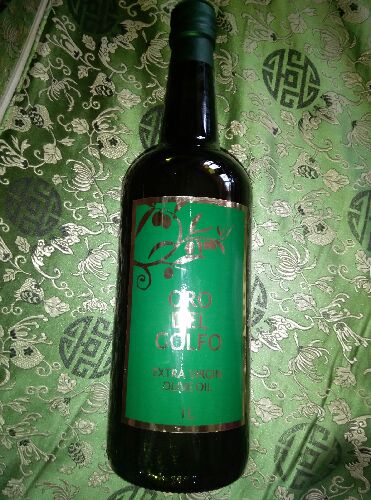 ORO
DEL
GOLFO
EXTRA VIRGIN
OLIVE OIL
1L